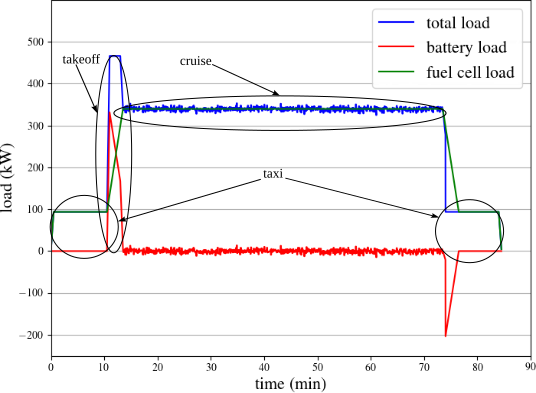 total load
battery load
fuel cell load
takeoff
cruise
taxi
load (kW)
500
400
300
200
100
0
−100
−200
0 10 20 30 40 50 60 70 80 90
time (min)